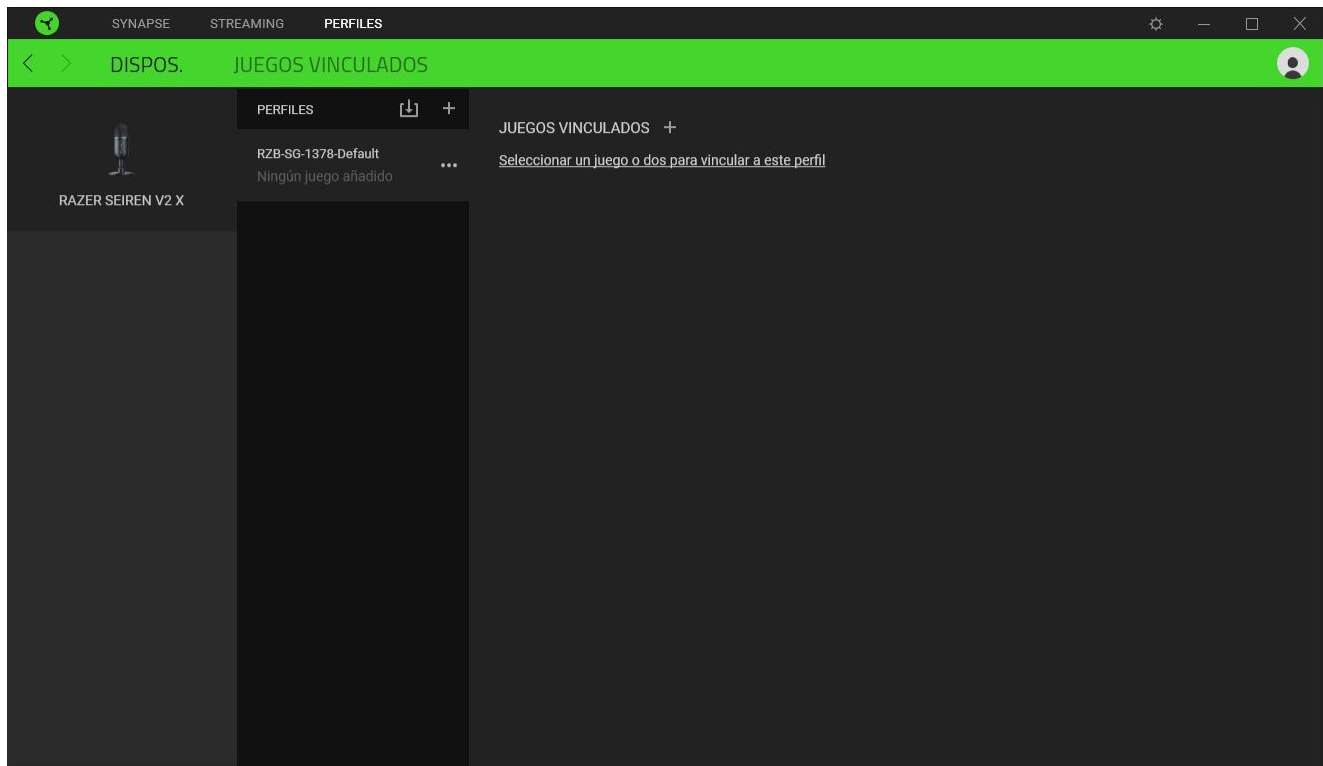 SYNAPSE STREAMING PERFILES
DISPOS. JUEGOS VINCULADOS
RAZER SEIREN V2 X
PERFILES
RZB-SG-1378-Default
Ningún juego añadido
JUEGOS VINCULADOS
Seleccionar un juego o dos para vincular a este perfil